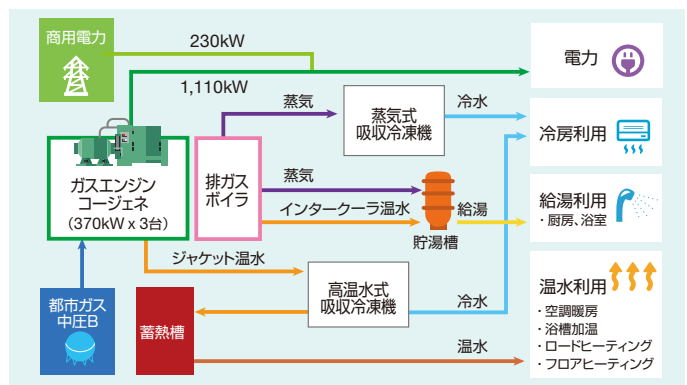 商用電力
230kW
電力
1,110kW
蒸気
蒸気式
吸収冷凍機
冷水
冷房利用
ガスエンジン
コージェネ
(370kW x 3台)
排ガス
ボイラ
蒸気
インタークーラ温水
給湯
貯湯槽
給湯利用
・厨房、浴室
ジャケット温水
高温水式
吸収冷凍機
冷水
温水利用
・空調暖房
・浴槽加温
・ロードヒーティング
・フロアヒーティング
都市ガス
中圧B
蓄熱槽
温水